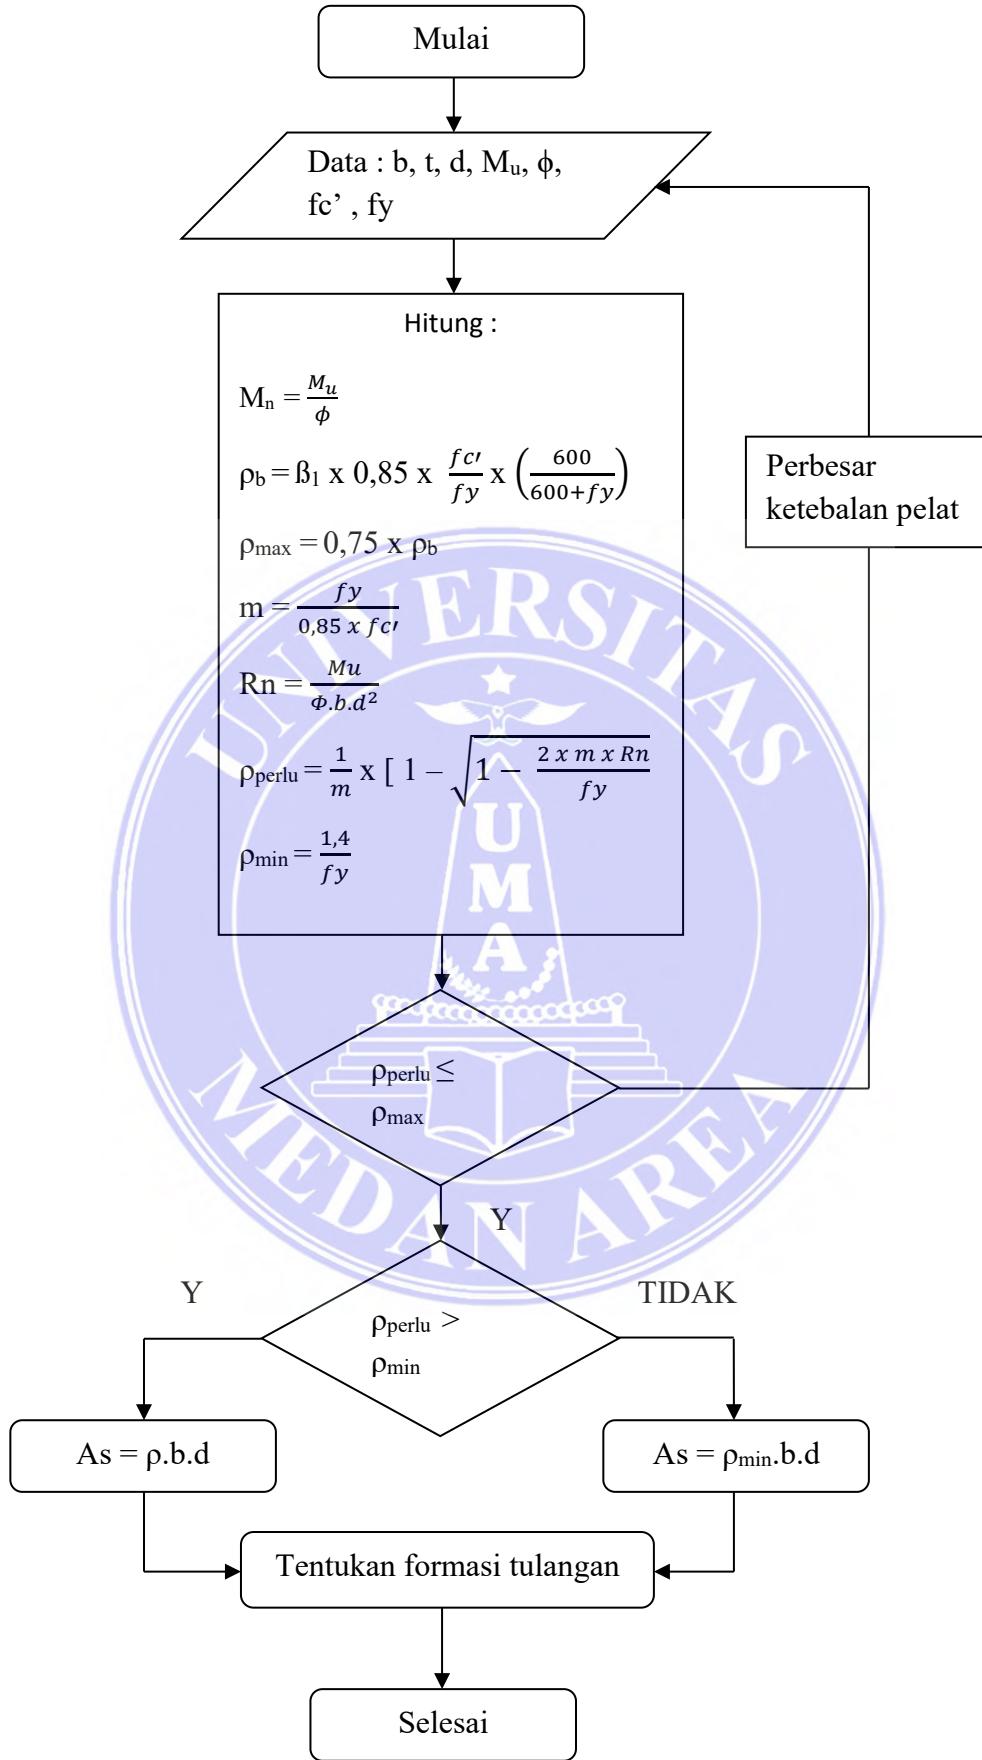 Mulai
Data : b, t, d, Mᵤ, ϕ,
fc’ , fy
Hitung :
Mₙ = Mᵤ/ϕ
ρb = ß₁ x 0,85 x fc′/fy x (600/(600+fy))
Perbesar
ketebalan pelat
ρmax = 0,75 x ρb
m = fy/(0,85 x fc′)
Rn = Mu/(Φ.b.d²)
ρperlu = 1/m x [ 1 – √(1 − (2 x m x Rn)/fy)
ρmin = 1,4/fy
ρperlu ≤
ρmax
Y
Y
TIDAK
ρperlu >
ρmin
As = ρ.b.d
As = ρmin.b.d
Tentukan formasi tulangan
Selesai
UNIVERSITAS
UMA
MEDAN AREA